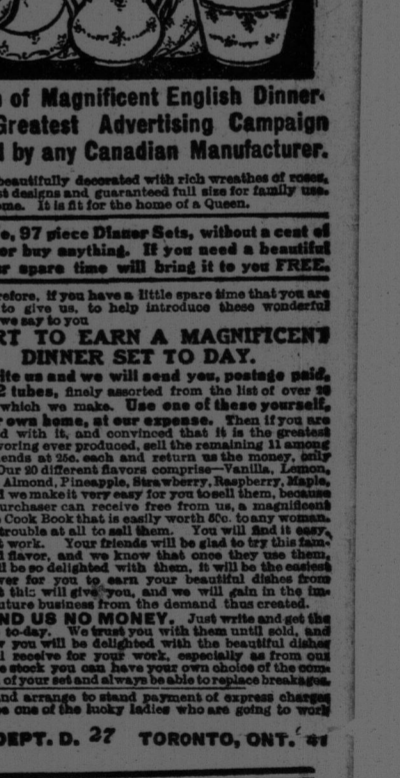 of Magnificent English Dinner-
Greatest Advertising Campaign
by any Canadian Manufacturer.
beautifully decorated with rich wreathes of roses,
designs and guaranteed full size for family use.
It is fit for the home of a Queen.
97 piece Dinner Sets, without a cent of
or buy anything. If you need a beautiful
spare time will bring it to you FREE.
if you have a little spare time that you are
to give us, to help introduce these wonderful
we say to you
TO EARN A MAGNIFICENT
DINNER SET TO DAY.
us and we will send you, postage paid,
tubes, finely assorted from the list of over 20
which we make. Use one of these yourself,
own home, at our expense. Then if you are
with it, and convinced that it is the greatest
ever produced, sell the remaining 11 among
at 25c. each and return us the money, only
Our 20 different flavors comprise—Vanilla, Lemon,
Almond, Pineapple, Strawberry, Raspberry, Maple,
we make it very easy for you to sell them, because
can receive free from us, a magnificent
Cook Book that is easily worth 50c. to any woman.
trouble at all to sell them. You will find it easy,
work. Your friends will be glad to try this
flavor, and we know that once they use them,
be so delighted with them, it will be the easiest
for you to earn your beautiful dishes from
this will give you, and we will gain in the
business from the demand thus created.
US NO MONEY. Just write and get the
to-day. We trust you with them until sold, and
you will be delighted with the beautiful dishes
receive for your work, especially as from our
stock you can have your own choice of the
of your set and always be able to replace breakages.
and arrange to stand payment of express charges
one of the lucky ladies who are going to work
DEPT. D. 27 TORONTO, ONT.